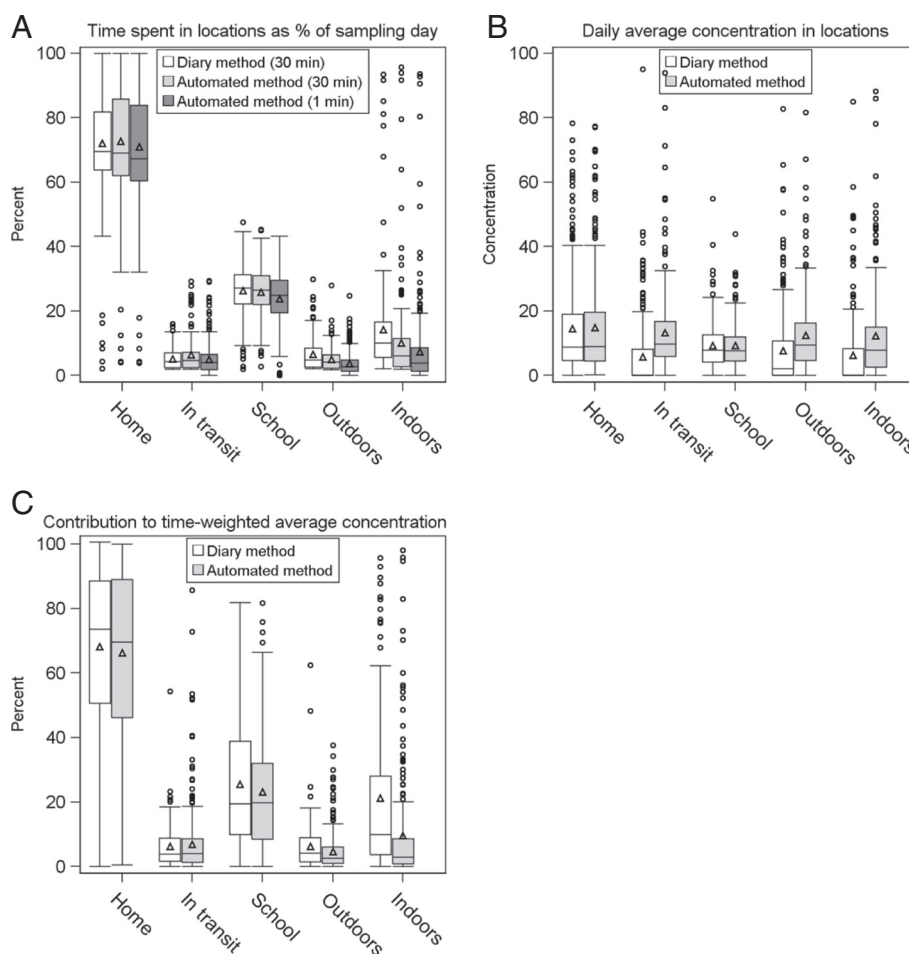 A
Time spent in locations as % of sampling day
Diary method (30 min)
Automated method (30 min)
Automated method (1 min)
100
80
60
40
20
0
Percent
Home
In transit
School
Outdoors
Indoors
B
Daily average concentration in locations
Diary method
Automated method
100
80
60
40
20
0
Concentration
Home
In transit
School
Outdoors
Indoors
C
Contribution to time-weighted average concentration
Diary method
Automated method
100
80
60
40
20
0
Percent
Home
In transit
School
Outdoors
Indoors